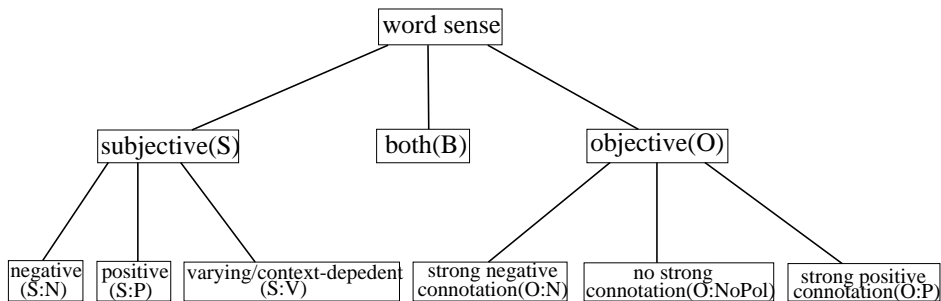 word sense
subjective(S)
both(B)
objective(O)
negative
(S:N)
positive
(S:P)
varying/context-depedent
(S:V)
strong negative
connotation(O:N)
no strong
connotation(O:NoPol)
strong positive
connotation(O:P)